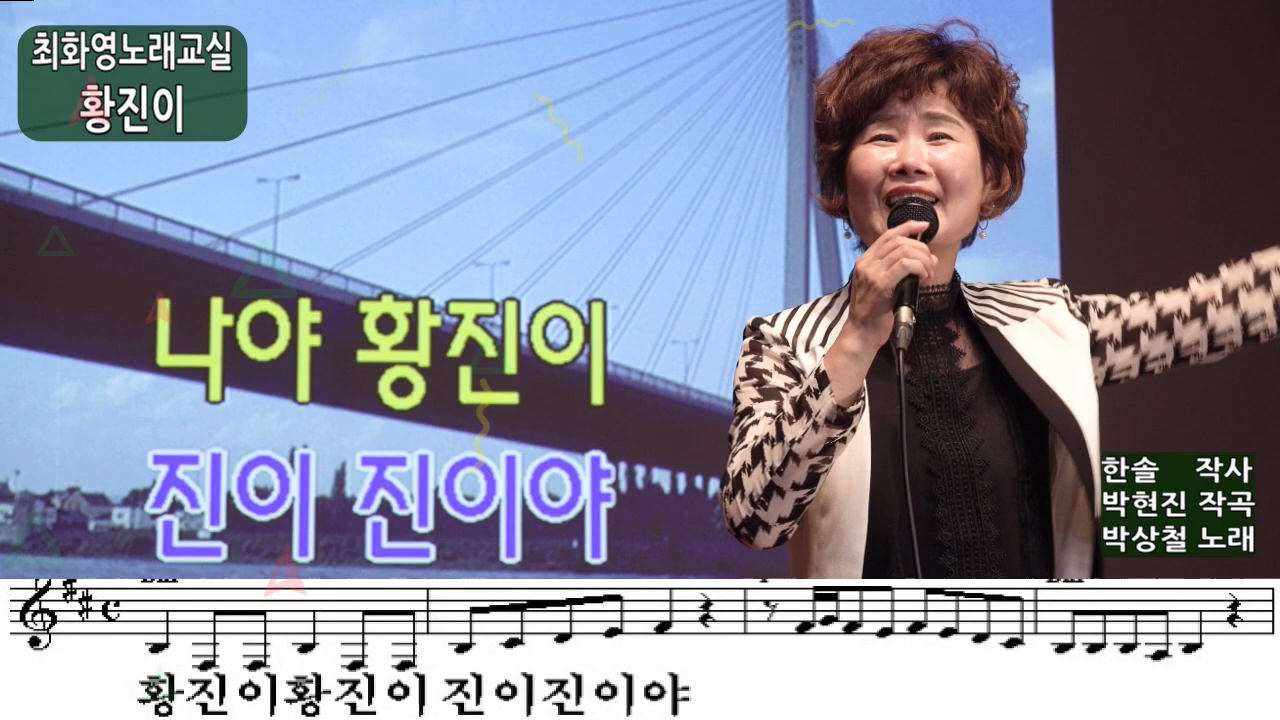 최화영노래교실
황진이
나야 황진이
진이 진이야
한솔 작사
박현진 작곡
박상철 노래
황진이황진이 진이진이야